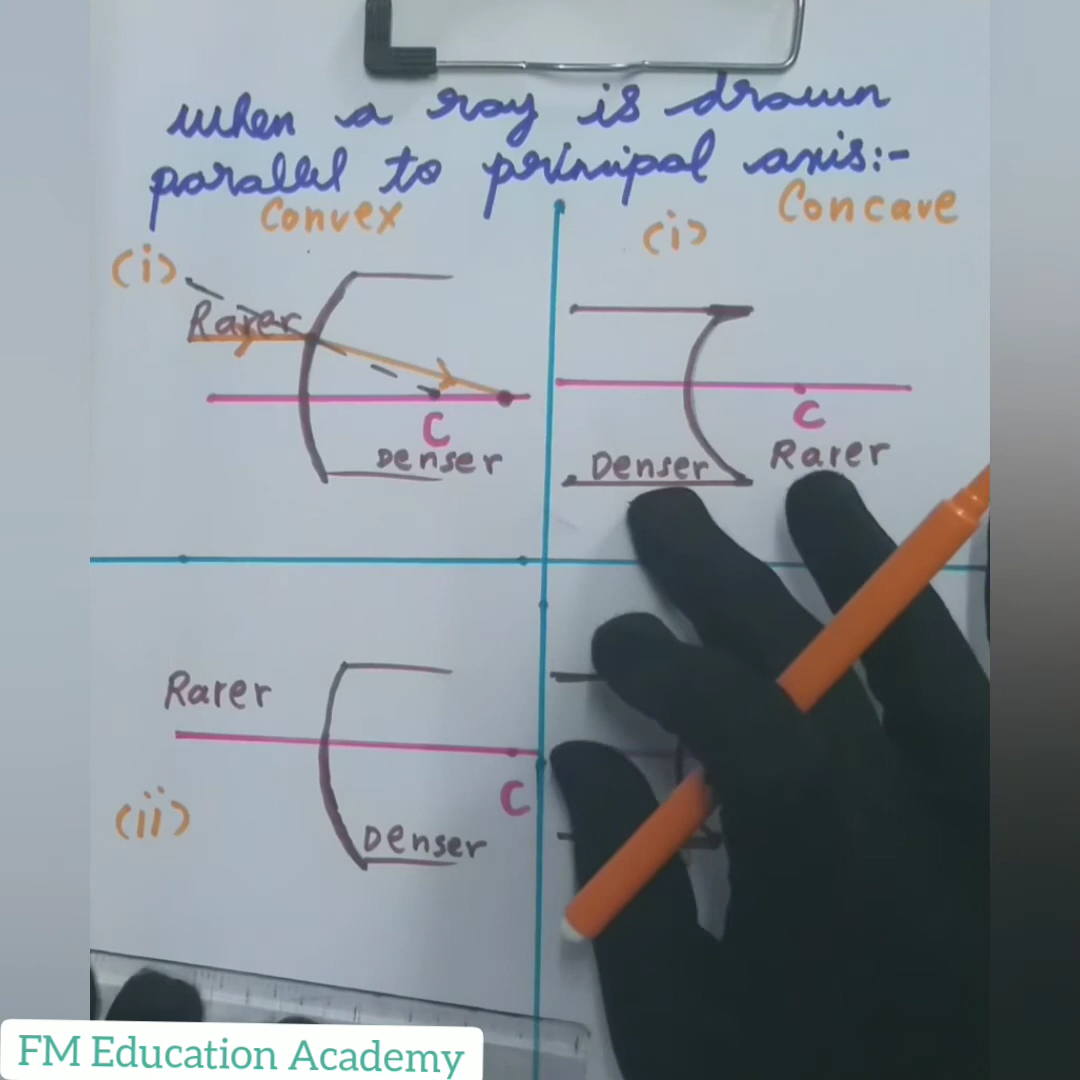 when a ray is drawn
parallel to principal axis:-
Convex
Concave
(i)
(i)
Rarer
C
C
Denser
Denser
Rarer
Rarer
C
(ii)
Denser
FM Education Academy